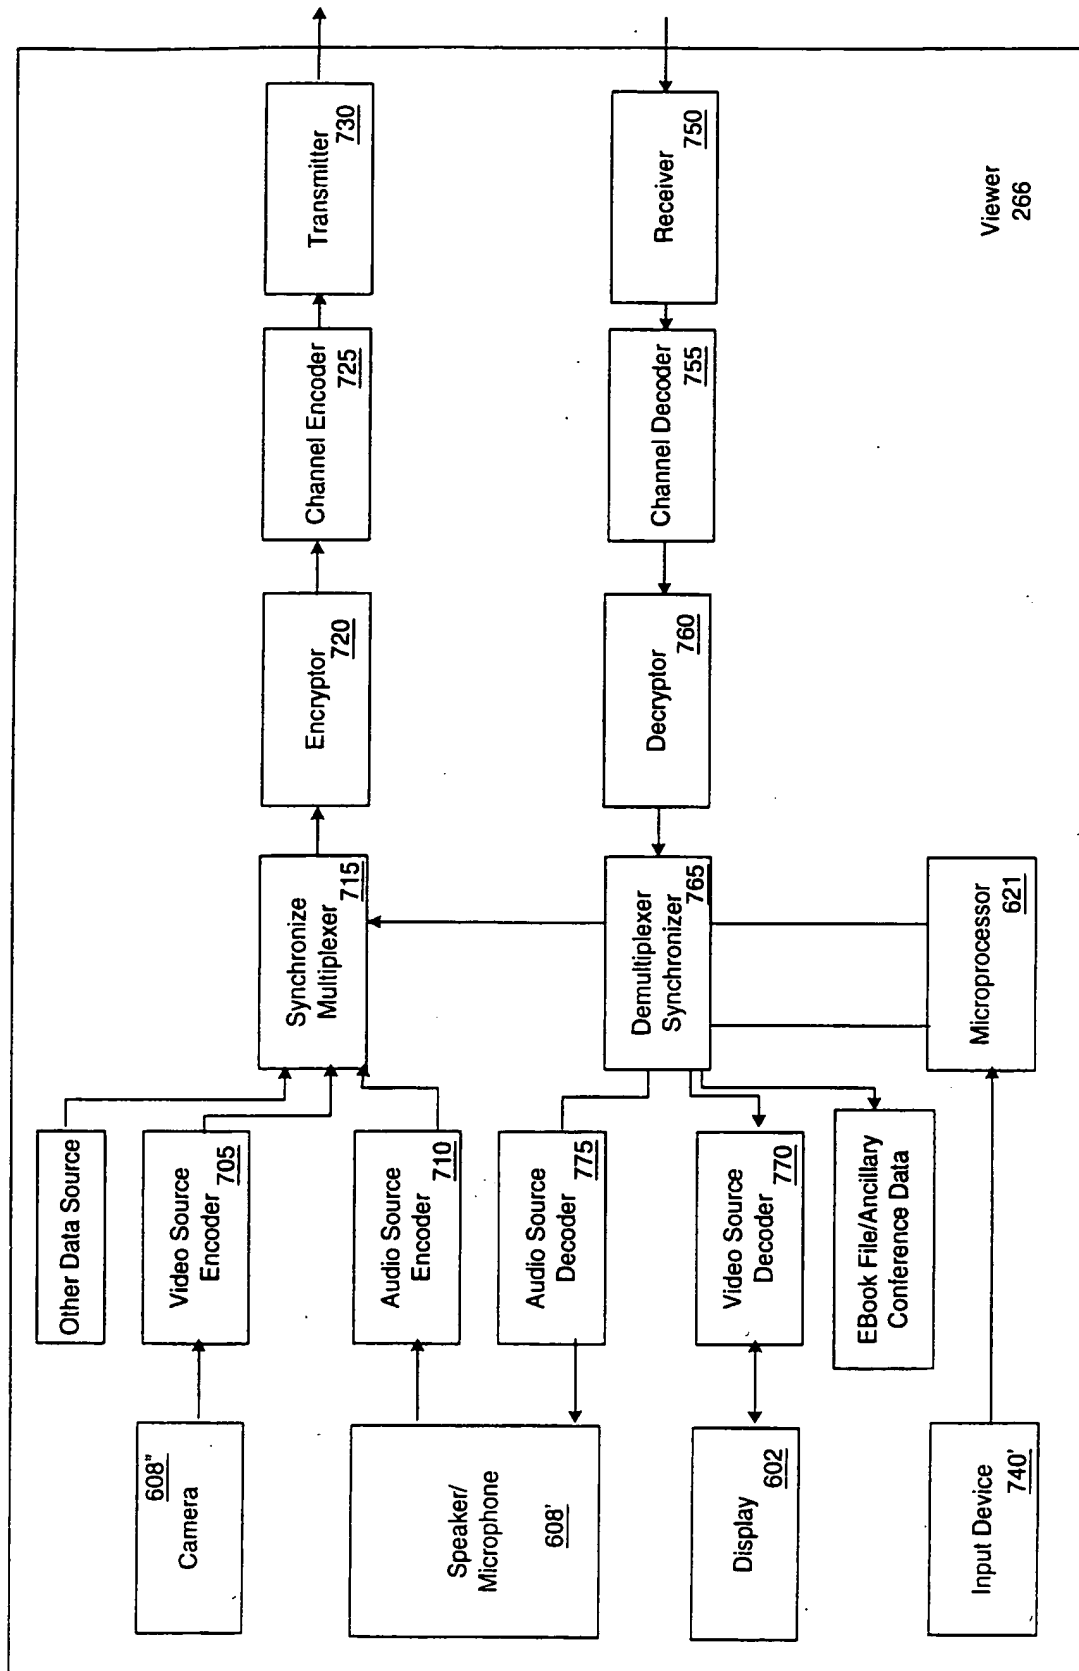 Other Data Source
608"
Camera
Video Source
Encoder
705
Synchronize
Multiplexer
715
Encryptor
720
Channel Encoder
725
Transmitter
730
Speaker/
Microphone
608'
Audio Source
Encoder
710
Audio Source
Decoder
775
Demultiplexer
Synchronizer
765
Decryptor
760
Channel Decoder
755
Receiver
750
Display
602
Video Source
Decoder
770
EBook File/Ancillary
Conference Data
Input Device
740'
Microprocessor
621
Viewer
266